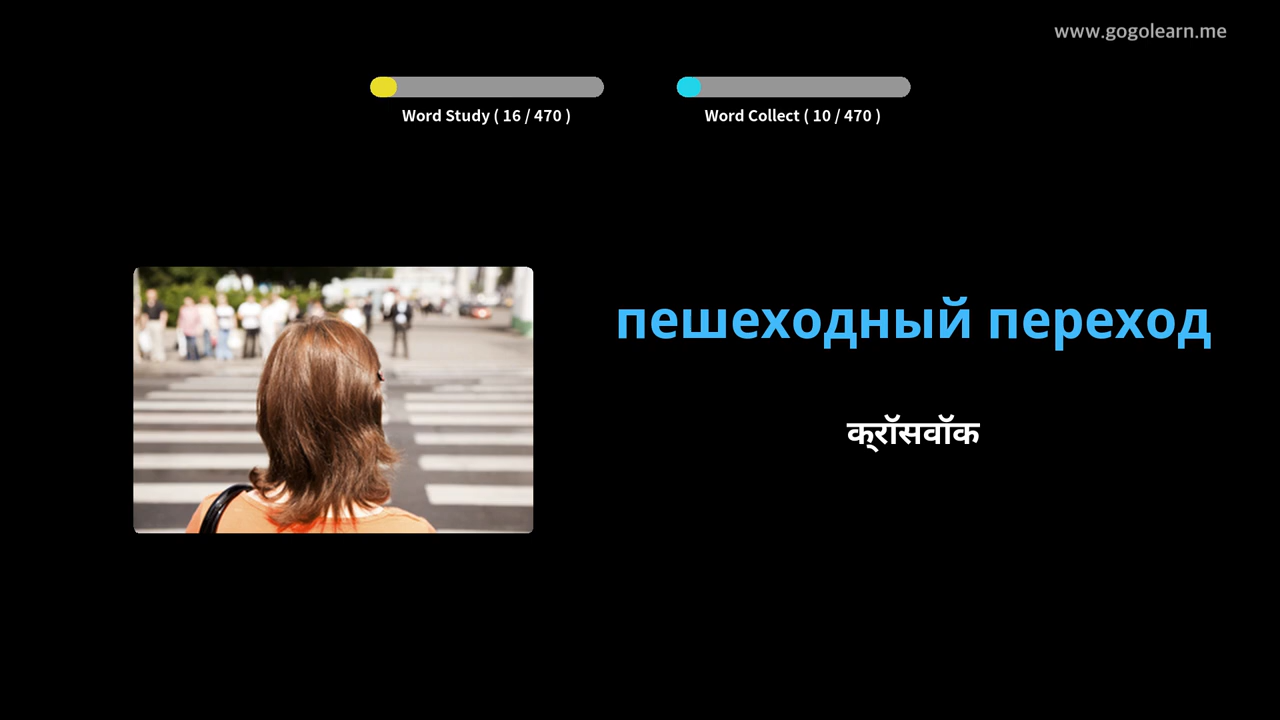 www.gogolearn.me
Word Study ( 16 / 470 )
Word Collect ( 10 / 470 )
пешеходный переход
क्रॉसवॉक